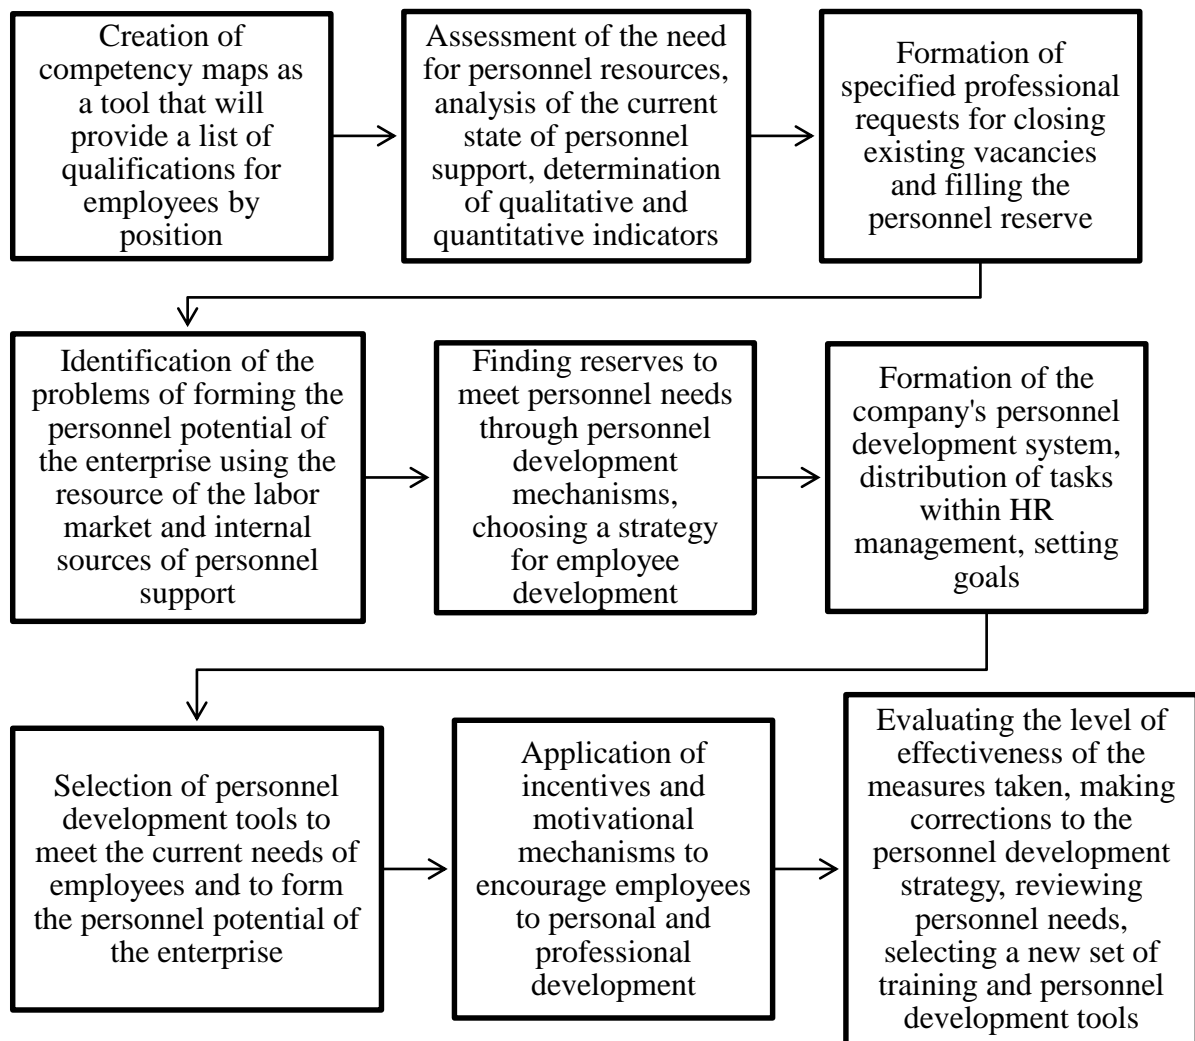 Creation of
competency maps as
a tool that will
provide a list of
qualifications for
employees by
position
Assessment of the need
for personnel resources,
analysis of the current
state of personnel
support, determination
of qualitative and
quantitative indicators
Formation of
specified professional
requests for closing
existing vacancies
and filling the
personnel reserve
Identification of the
problems of forming the
personnel potential of
the enterprise using the
resource of the labor
market and internal
sources of personnel
support
Finding reserves to
meet personnel needs
through personnel
development
mechanisms,
choosing a strategy
for employee
development
Formation of the
company's personnel
development system,
distribution of tasks
within HR
management, setting
goals
Selection of personnel
development tools to
meet the current needs of
employees and to form
the personnel potential of
the enterprise
Application of
incentives and
motivational
mechanisms to
encourage employees
to personal and
professional
development
Evaluating the level of
effectiveness of the
measures taken, making
corrections to the
personnel development
strategy, reviewing
personnel needs,
selecting a new set of
training and personnel
development tools